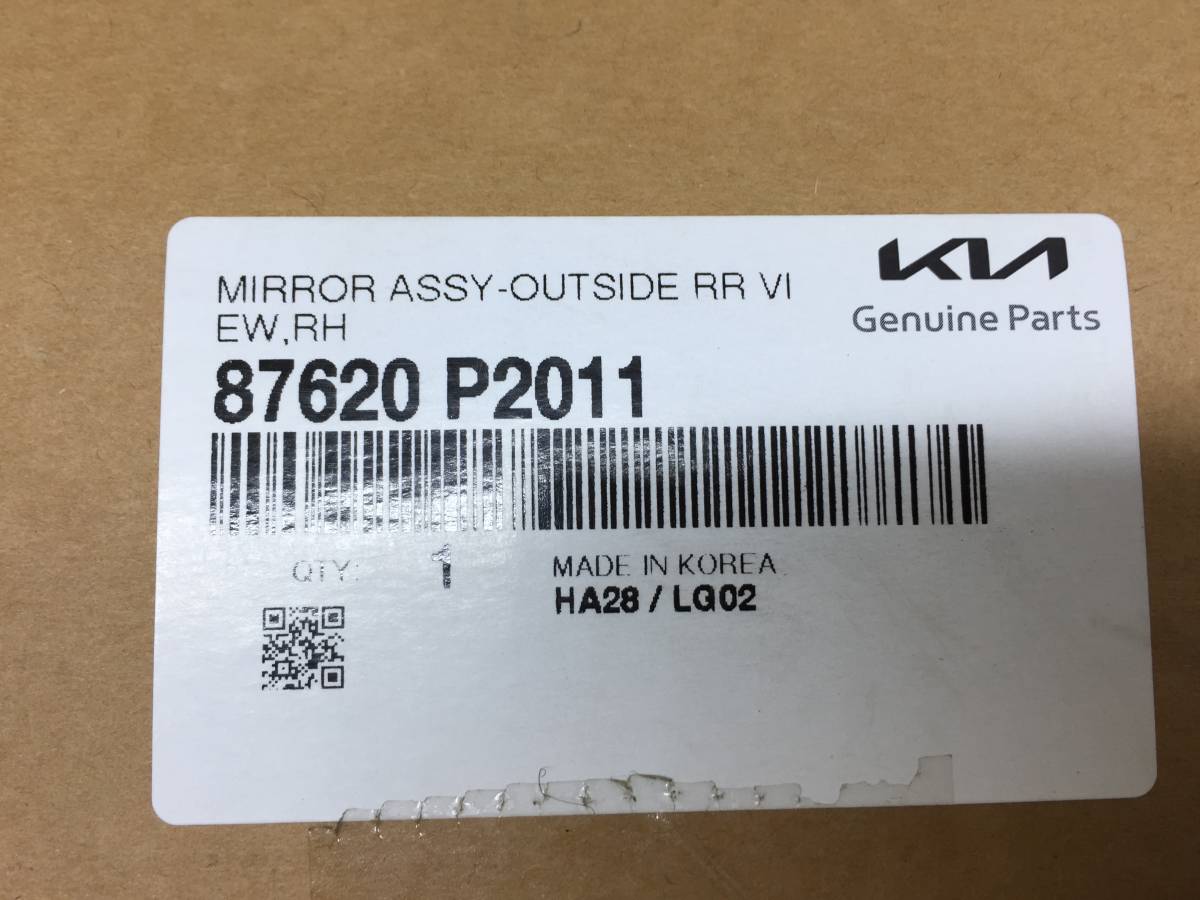 MIRROR ASSY-OUTSIDE RR VI
EW,RH
KIA
Genuine Parts
87620 P2011
QTY: 1
MADE IN KOREA
HA28 / LG02